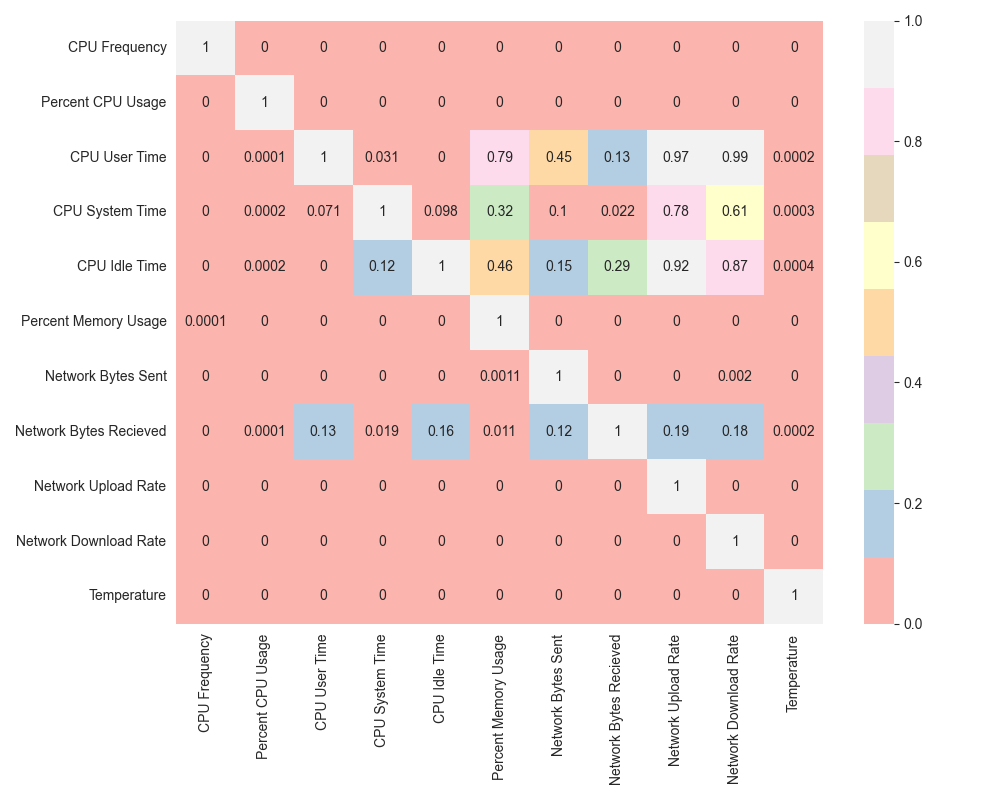 CPU Frequency 1 0 0 0 0 0 0 0 0 0 0
Percent CPU Usage 0 1 0 0 0 0 0 0 0 0 0
CPU User Time 0 0.0001 1 0.031 0 0.79 0.45 0.13 0.97 0.99 0.0002
CPU System Time 0 0.0002 0.071 1 0.098 0.32 0.1 0.022 0.78 0.61 0.0003
CPU Idle Time 0 0.0002 0 0.12 1 0.46 0.15 0.29 0.92 0.87 0.0004
Percent Memory Usage 0.0001 0 0 0 0 1 0 0 0 0 0
Network Bytes Sent 0 0 0 0 0 0.0011 1 0 0 0.002 0
Network Bytes Recieved 0 0.0001 0.13 0.019 0.16 0.011 0.12 1 0.19 0.18 0.0002
Network Upload Rate 0 0 0 0 0 0 0 0 1 0 0
Network Download Rate 0 0 0 0 0 0 0 0 0 1 0
Temperature 0 0 0 0 0 0 0 0 0 0 1
CPU Frequency
Percent CPU Usage
CPU User Time
CPU System Time
CPU Idle Time
Percent Memory Usage
Network Bytes Sent
Network Bytes Recieved
Network Upload Rate
Network Download Rate
Temperature
1.0
0.8
0.6
0.4
0.2
0.0